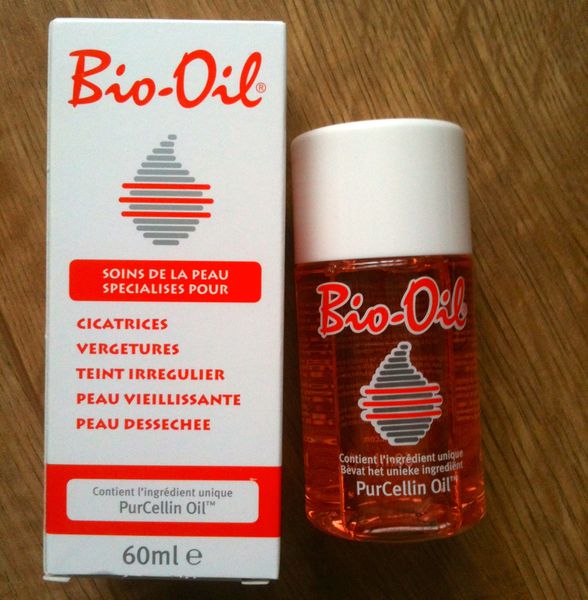 Bio-Oil®
SOINS DE LA PEAU
SPECIALISES POUR
CICATRICES
VERGETURES
TEINT IRREGULIER
PEAU VIEILLISSANTE
PEAU DESSECHEE
Contient l'ingrédient unique
PurCellin Oil™
60ml e
Bio-Oil
Contient l'ingrédient unique
Bevat het unieke ingrediënt
PurCellin Oil™